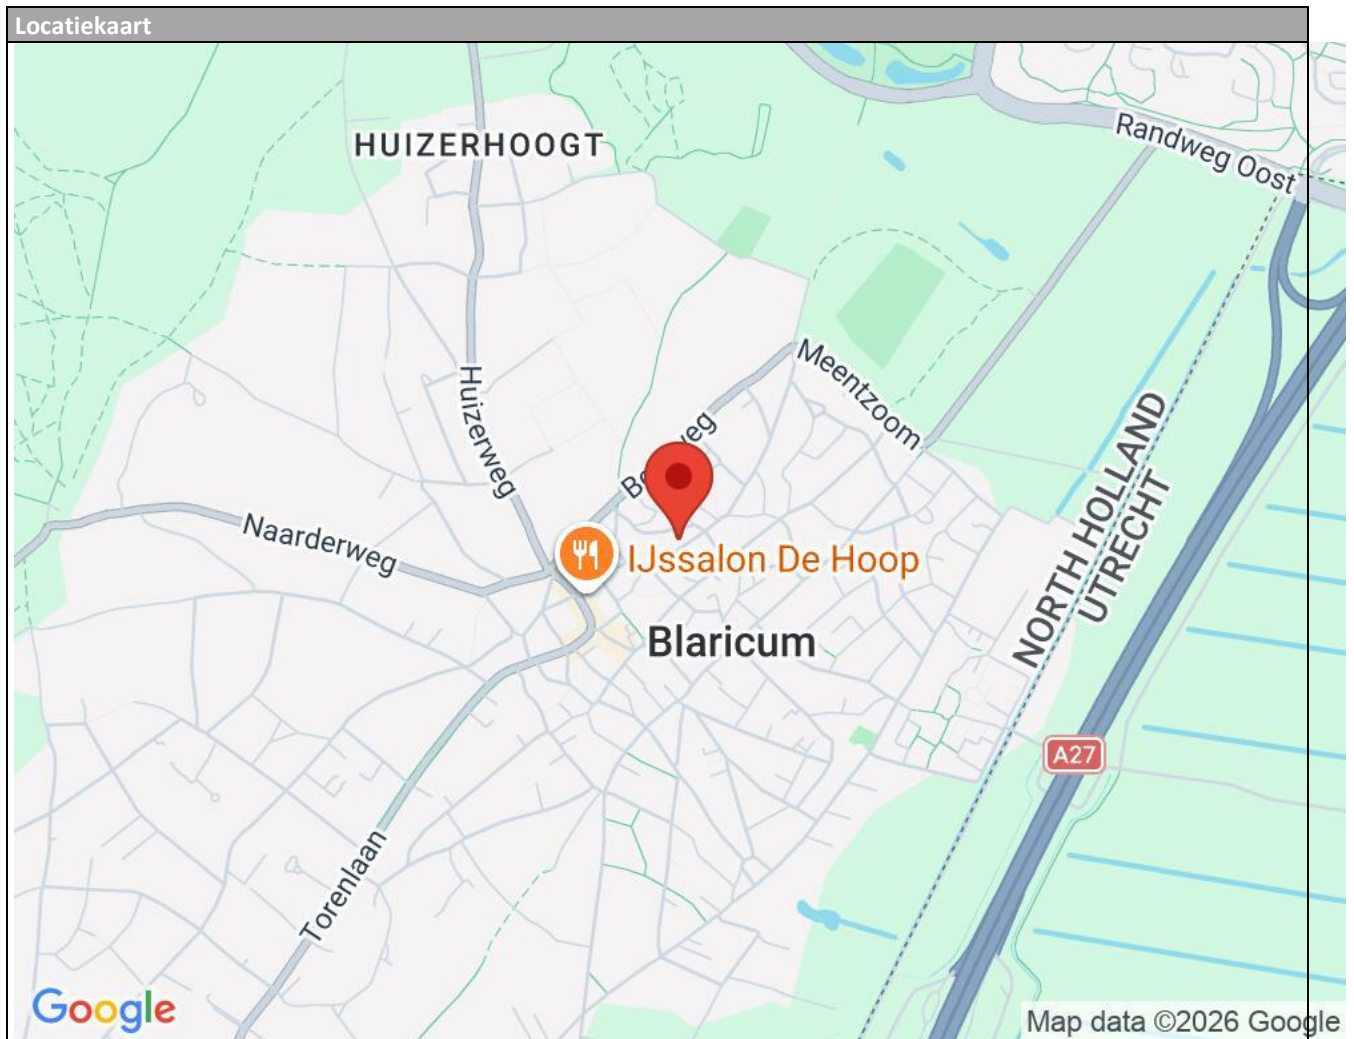 Locatiekaart
HUIZERHOOGT
Randweg Oost
Meentzoom
Huizerweg
Naarderweg
IJssalon De Hoop
Blaricum
NORTH HOLLAND
UTRECHT
A27
Torenlaan
Google
Map data ©2026 Google